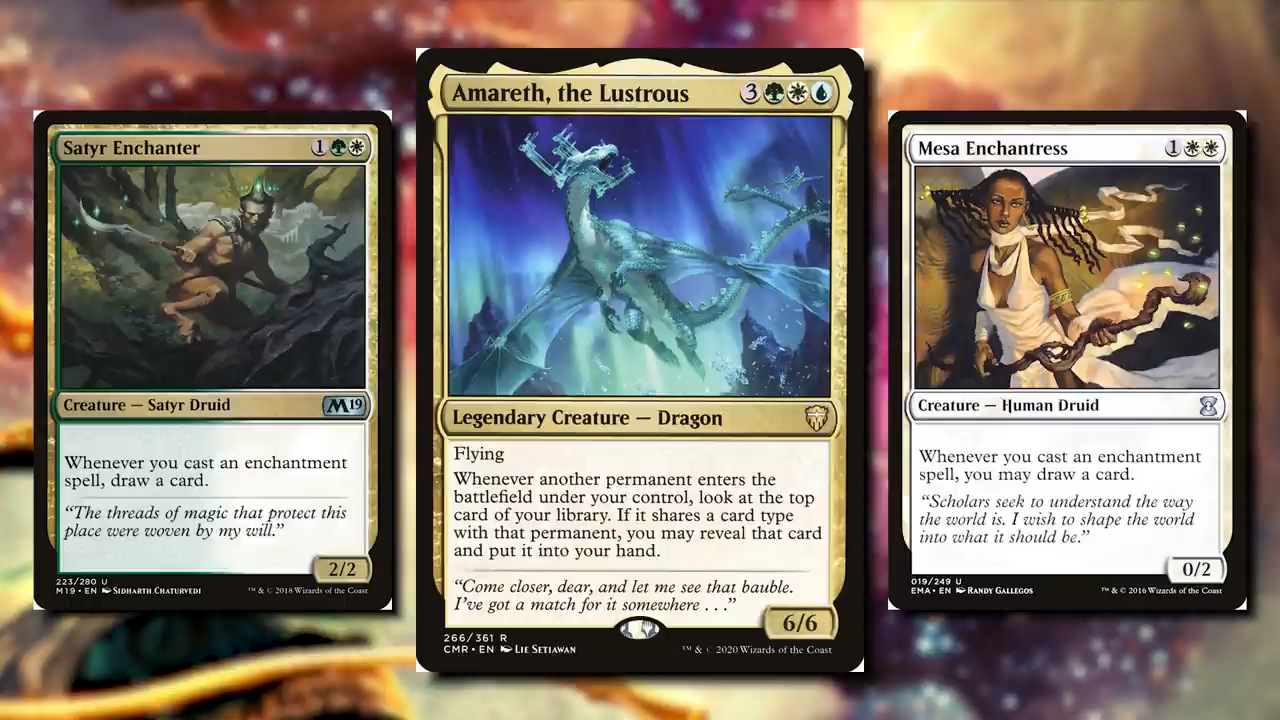 Satyr Enchanter 1
Creature — Satyr Druid M19
Whenever you cast an enchantment
spell, draw a card.
“The threads of magic that protect this
place were woven by my will.”
2/2
223/280 U
M19 • EN Sidharth Chaturvedi ™ & © 2018 Wizards of the Coast
Amareth, the Lustrous 3
Legendary Creature — Dragon
Flying
Whenever another permanent enters the
battlefield under your control, look at the top
card of your library. If it shares a card type
with that permanent, you may reveal that card
and put it into your hand.
“Come closer, dear, and let me see that bauble.
I’ve got a match for it somewhere . . .”
6/6
266/361 R
CMR • EN Lie Setiawan ™ & © 2020 Wizards of the Coast
Mesa Enchantress 1
Creature — Human Druid
Whenever you cast an enchantment
spell, you may draw a card.
“Scholars seek to understand the way
the world is. I wish to shape the world
into what it should be.”
0/2
019/249 U
EMA • EN Randy Gallegos ™ & © 2016 Wizards of the Coast